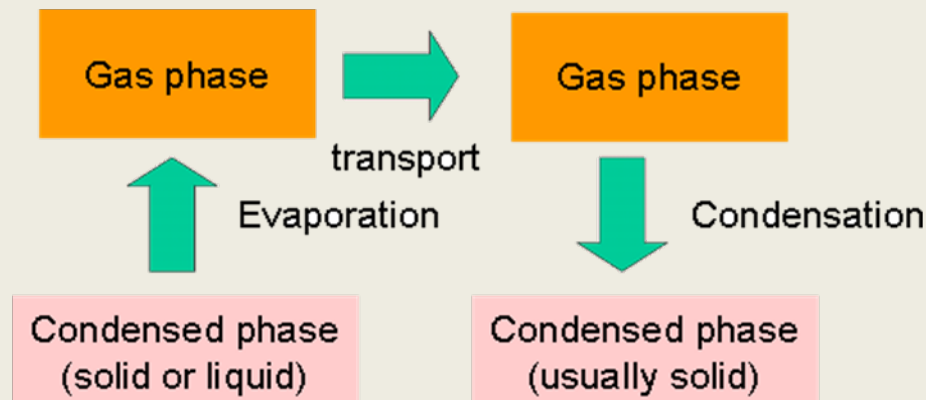 Gas phase
Gas phase
transport
Evaporation
Condensation
Condensed phase
(solid or liquid)
Condensed phase
(usually solid)